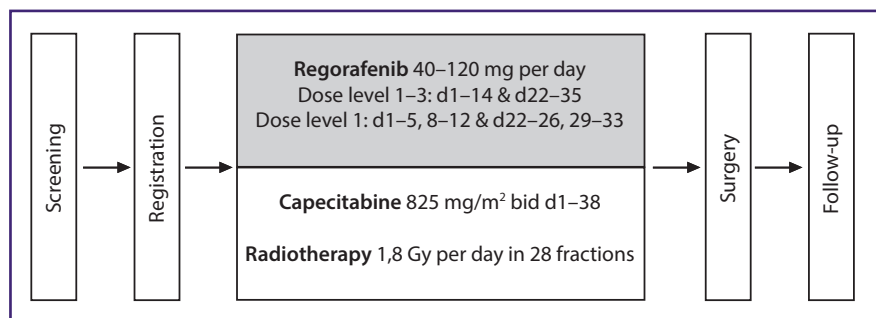 Screening
Registration
Regorafenib 40–120 mg per day
Dose level 1–3: d1–14 & d22–35
Dose level 1: d1–5, 8–12 & d22–26, 29–33
Capecitabine 825 mg/m² bid d1–38
Radiotherapy 1,8 Gy per day in 28 fractions
Surgery
Follow-up